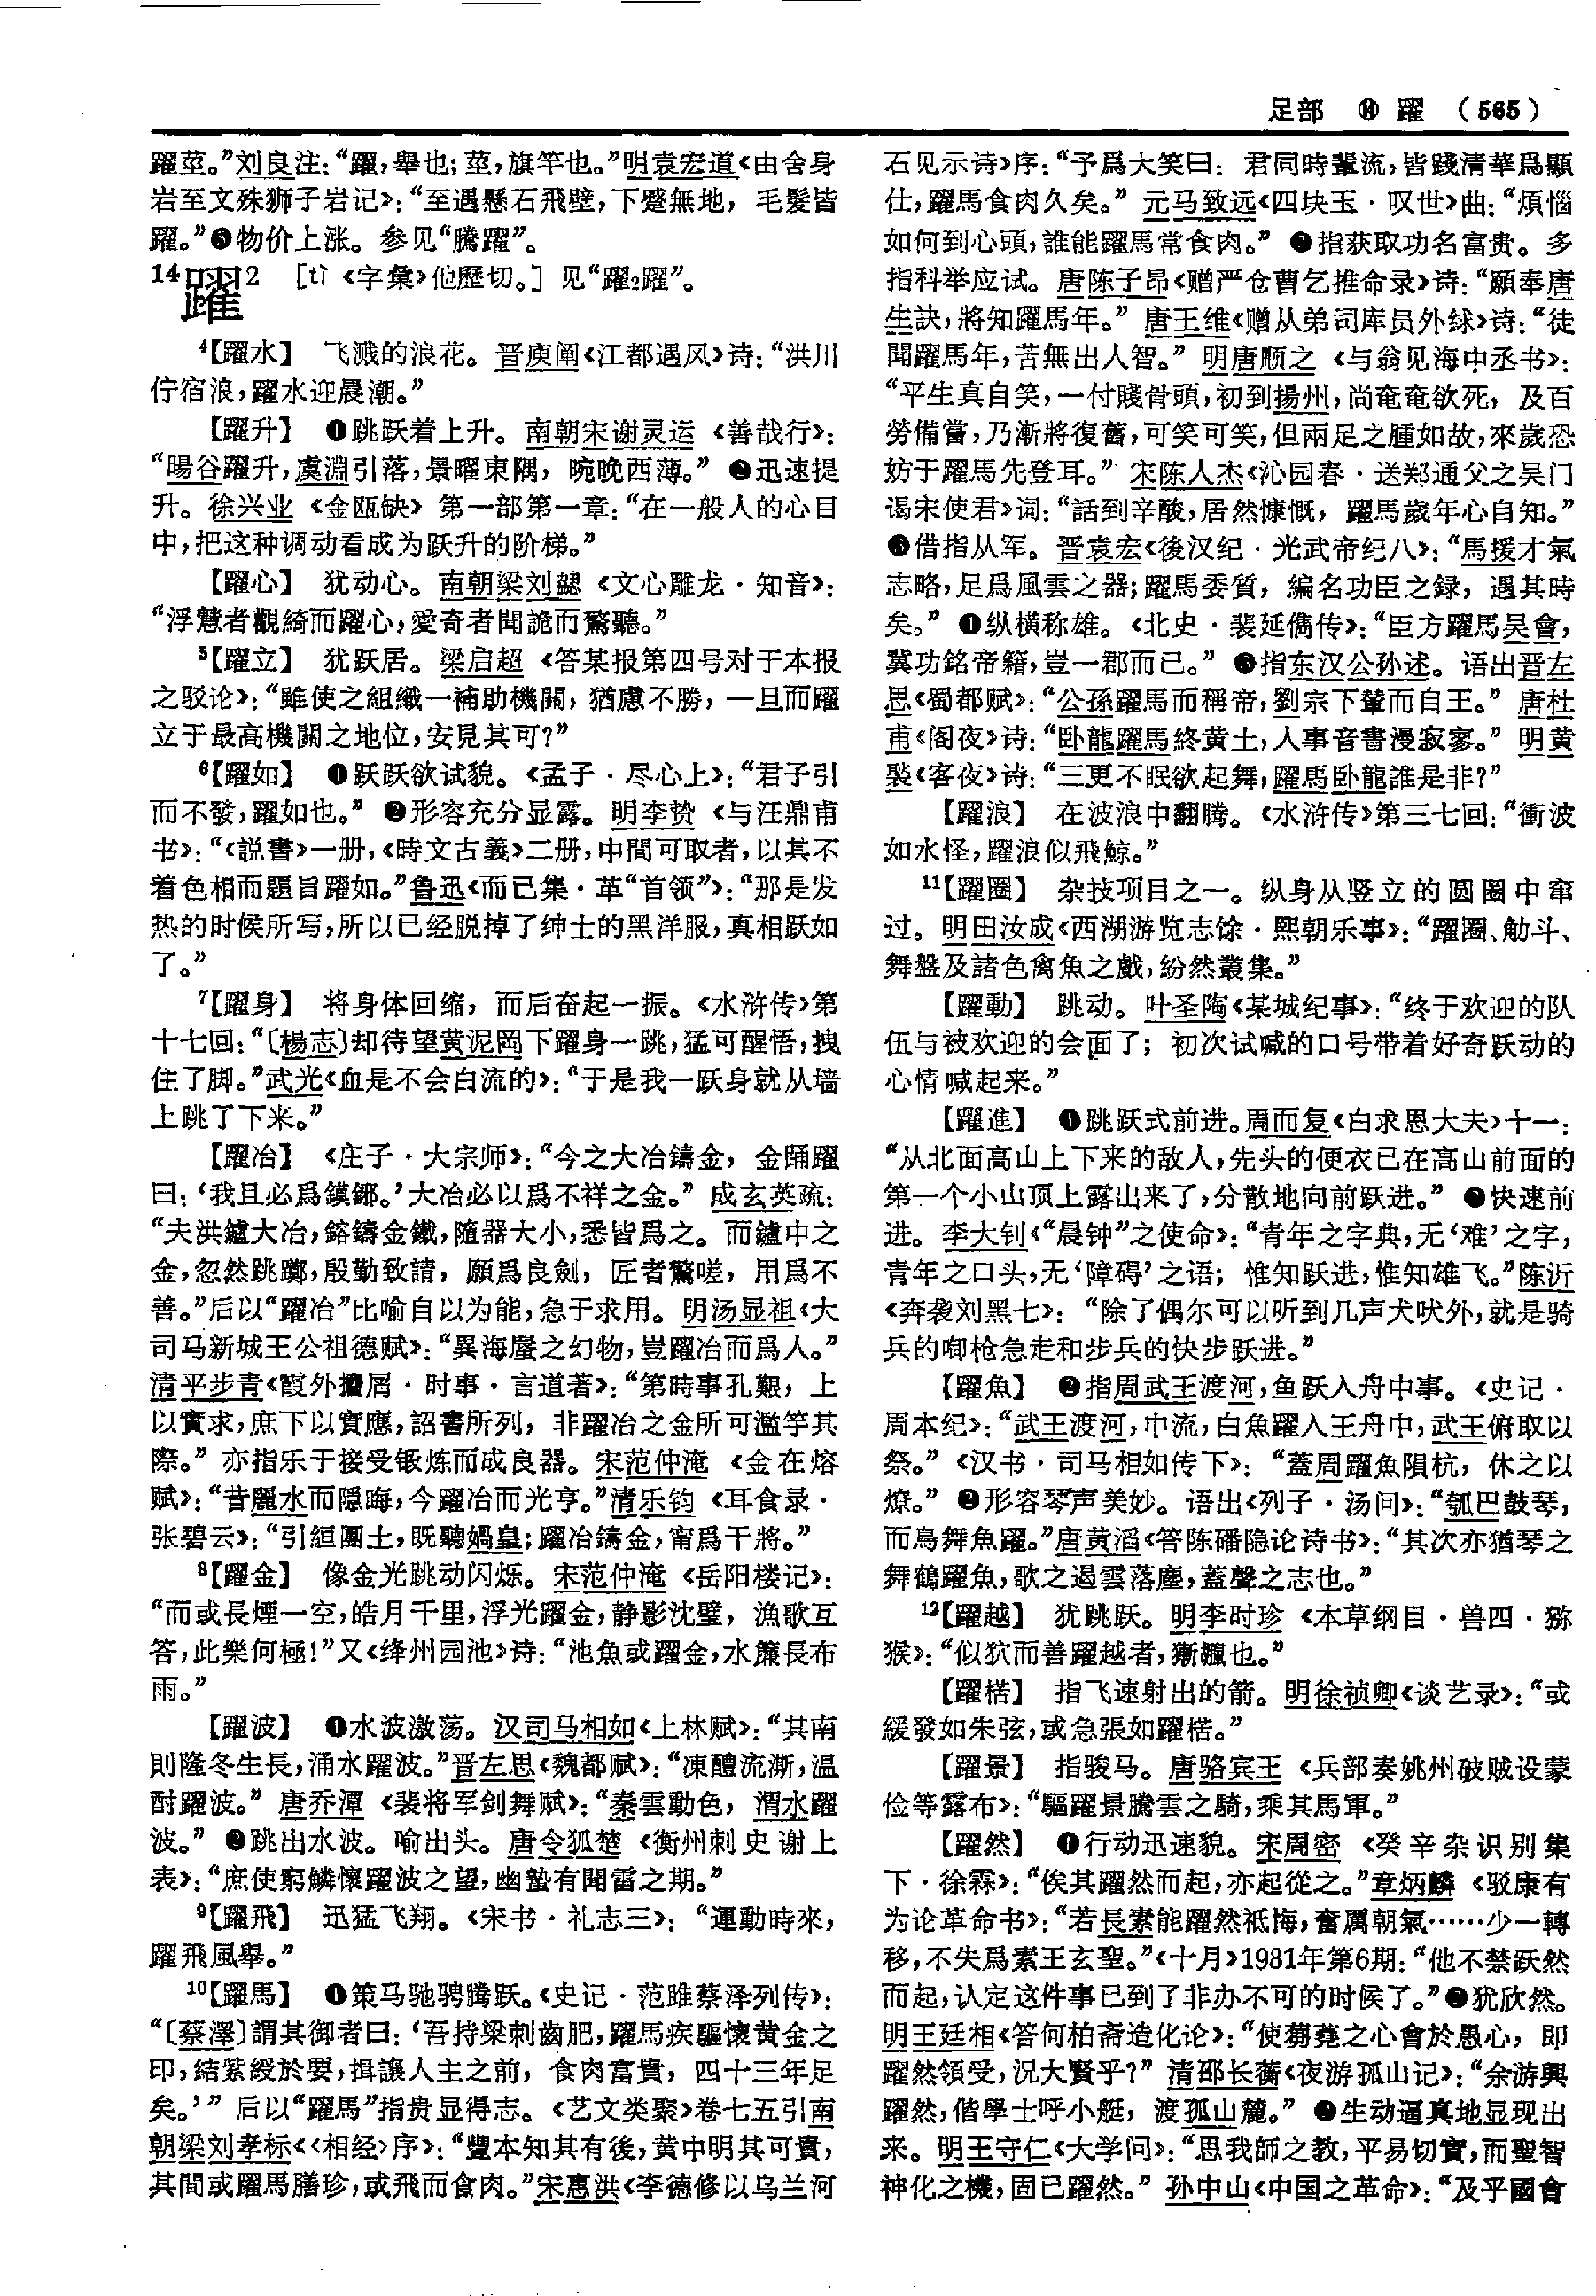 足部 ⑭ 躍 （565）
躍莖。”刘良注：“躍，舉也；莖，旗竿也。”明袁宏道《由舍身
岩至文殊狮子岩记》：“至遇懸石飛壁，下蹙無地，毛髮皆
躍。”❺物价上涨。参见“騰躍”。
14躍2 ［tì 《字彙》他歷切。］ 见“躍2躍”。
4【躍水】 飞溅的浪花。晋庾阐《江都遇风》诗：“洪川
佇宿浪，躍水迎晨潮。”
【躍升】 ❶跳跃着上升。南朝宋谢灵运《善哉行》：
“暘谷躍升，虞淵引落，景曜東隅，晼晚西薄。” ❷迅速提
升。徐兴业《金瓯缺》第一部第一章：“在一般人的心目
中，把这种调动看成为跃升的阶梯。”
【躍心】 犹动心。南朝梁刘勰《文心雕龙·知音》：
“浮慧者觀綺而躍心，愛奇者聞詭而驚聽。”
5【躍立】 犹跃居。梁启超《答某报第四号对于本报
之驳论》：“雖使之組織一補助機關，猶慮不勝，一旦而躍
立于最高機關之地位，安見其可？”
6【躍如】 ❶跃跃欲试貌。《孟子·尽心上》：“君子引
而不發，躍如也。” ❷形容充分显露。明李贽《与汪鼎甫
书》：“《説書》一册，《時文古義》二册，中間可取者，以其不
着色相而題旨躍如。”鲁迅《而已集·革“首领”》：“那是发
热的时侯所写，所以已经脱掉了绅士的黑洋服，真相跃如
了。”
7【躍身】 将身体回缩，而后奋起一振。《水浒传》第
十七回：“〔楊志〕却待望黄泥岡下躍身一跳，猛可醒悟，拽
住了脚。”武光《血是不会白流的》：“于是我一跃身就从墙
上跳了下来。”
【躍冶】 《庄子·大宗师》：“今之大冶鑄金，金踊躍
曰：‘我且必爲鏌鋣。’大冶必以爲不祥之金。”成玄英疏：
“夫洪鑪大冶，鎔鑄金鐵，隨器大小，悉皆爲之。而鑪中之
金，忽然跳躑，殷勤致請，願爲良劍，匠者驚嗟，用爲不
善。”后以“躍冶”比喻自以为能，急于求用。明汤显祖《大
司马新城王公祖德赋》：“異海蜃之幻物，豈躍冶而爲人。”
清平步青《霞外攟屑·时事·言道著》：“第時事孔艱，上
以實求，庶下以實應，詔書所列，非躍冶之金所可濫竽其
際。” 亦指乐于接受锻炼而成良器。宋范仲淹《金在熔
赋》：“昔麗水而隱晦，今躍冶而光亨。”清乐钧《耳食录·
张碧云》：“引絙團土，既聽媧皇；躍冶鑄金，甯爲干將。”
8【躍金】 像金光跳动闪烁。宋范仲淹《岳阳楼记》：
“而或長煙一空，皓月千里，浮光躍金，静影沈璧，漁歌互
答，此樂何極！”又《绛州园池》诗：“池魚或躍金，水簾長布
雨。”
【躍波】 ❶水波激荡。汉司马相如《上林赋》：“其南
則隆冬生長，涌水躍波。”晋左思《魏都赋》：“凍醴流澌，温
酎躍波。” 唐乔潭《裴将军剑舞赋》：“秦雲動色，渭水躍
波。” ❷跳出水波。喻出头。唐令狐楚《衡州刺史谢上
表》：“庶使窮鱗懷躍波之望，幽蟄有聞雷之期。”
9【躍飛】 迅猛飞翔。《宋书·礼志三》：“運動時來，
躍飛風舉。”
10【躍馬】 ❶策马驰骋腾跃。《史记·范雎蔡泽列传》：
“〔蔡澤〕謂其御者曰：‘吾持粱刺齒肥，躍馬疾驅懷黄金之
印，結紫綬於要，揖讓人主之前，食肉富貴，四十三年足
矣。’” 后以“躍馬”指贵显得志。《艺文类聚》卷七五引南
朝梁刘孝标《〈相经〉序》：“豐本知其有後，黄中明其可貴，
其間或躍馬膳珍，或飛而食肉。”宋惠洪《李德修以乌兰河
石见示诗》序：“予爲大笑曰：君同時輩流，皆踐清華爲顯
仕，躍馬食肉久矣。” 元马致远《四块玉·叹世》曲：“煩惱
如何到心頭，誰能躍馬常食肉。” ❷指获取功名富贵。多
指科举应试。唐陈子昂《赠严仓曹乞推命录》诗：“願奉唐
生訣，將知躍馬年。” 唐王维《赠从弟司库员外絿》诗：“徒
聞躍馬年，苦無出人智。” 明唐顺之《与翁见海中丞书》：
“平生真自笑，一付賤骨頭，初到揚州，尚奄奄欲死，及百
勞備嘗，乃漸將復舊，可笑可笑，但兩足之腫如故，來歲恐
妨于躍馬先登耳。” 宋陈人杰《沁园春·送郑通父之吴门
谒宋使君》词：“話到辛酸，居然慷慨，躍馬歲年心自知。”
❸借指从军。晋袁宏《後汉纪·光武帝纪八》：“馬援才氣
志略，足爲風雲之器；躍馬委質，编名功臣之録，遇其時
矣。” ❹纵横称雄。《北史·裴延儁传》：“臣方躍馬吴會，
冀功銘帝籍，豈一郡而已。” ❺指东汉公孙述。语出晋左
思《蜀都赋》：“公孫躍馬而稱帝，劉宗下輦而自王。” 唐杜
甫《阁夜》诗：“卧龍躍馬終黄土，人事音書漫寂寥。” 明黄
裻《客夜》诗：“三更不眠欲起舞，躍馬卧龍誰是非？”
【躍浪】 在波浪中翻腾。《水浒传》第三七回：“衝波
如水怪，躍浪似飛鯨。”
11【躍圈】 杂技项目之一。纵身从竖立的圆圈中窜
过。明田汝成《西湖游览志馀·熙朝乐事》：“躍圈、觔斗、
舞盤及諸色禽魚之戲，紛然叢集。”
【躍動】 跳动。叶圣陶《某城纪事》：“终于欢迎的队
伍与被欢迎的会面了；初次试喊的口号带着好奇跃动的
心情喊起来。”
【躍進】 ❶跳跃式前进。周而复《白求恩大夫》十一：
“从北面高山上下来的敌人，先头的便衣已在高山前面的
第一个小山顶上露出来了，分散地向前跃进。” ❷快速前
进。李大钊《“晨钟”之使命》：“青年之字典，无‘难’之字，
青年之口头，无‘障碍’之语；惟知跃进，惟知雄飞。”陈沂
《奔袭刘黑七》：“除了偶尔可以听到几声犬吠外，就是骑
兵的啣枪急走和步兵的快步跃进。”
【躍魚】 ❷指周武王渡河，鱼跃入舟中事。《史记·
周本纪》：“武王渡河，中流，白魚躍入王舟中，武王俯取以
祭。”《汉书·司马相如传下》：“蓋周躍魚隕杭，休之以
燎。” ❷形容琴声美妙。语出《列子·汤问》：“瓠巴鼓琴，
而鳥舞魚躍。”唐黄滔《答陈磻隐论诗书》：“其次亦猶琴之
舞鶴躍魚，歌之遏雲落塵，蓋聲之志也。”
12【躍越】 犹跳跃。明李时珍《本草纲目·兽四·猕
猴》：“似狖而善躍越者，獑𤢪也。”
【躍楛】 指飞速射出的箭。明徐祯卿《谈艺录》：“或
緩發如朱弦，或急張如躍楛。”
【躍景】 指骏马。唐骆宾王《兵部奏姚州破贼设蒙
俭等露布》：“驅躍景騰雲之騎，乘其馬軍。”
【躍然】 ❶行动迅速貌。宋周密《癸辛杂识别集
下·徐霖》：“俟其躍然而起，亦起從之。”章炳麟《驳康有
为论革命书》：“若長素能躍然祗悔，奮厲朝氣……少一轉
移，不失爲素王玄聖。”《十月》1981年第6期：“他不禁跃然
而起，认定这件事已到了非办不可的时候了。”❷犹欣然。
明王廷相《答何柏斋造化论》：“使蒭蕘之心會於愚心，即
躍然領受，況大賢乎？” 清邵长蘅《夜游孤山记》：“余游興
躍然，偕學士呼小艇，渡孤山麓。” ❸生动逼真地显现出
来。明王守仁《大学问》：“思我師之教，平易切實，而聖智
神化之機，固已躍然。” 孙中山《中国之革命》：“及乎國會